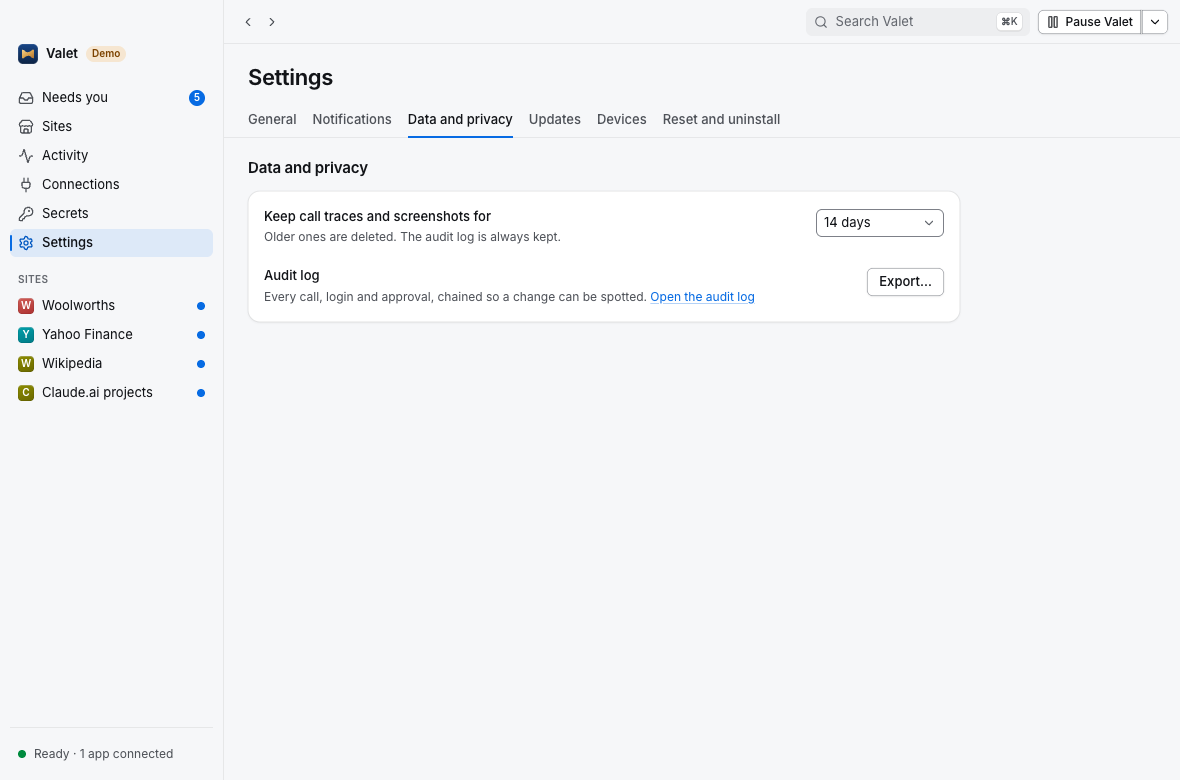 Search Valet
⌘K
Pause Valet
Valet
Demo
Needs you
5
Sites
Activity
Connections
Secrets
Settings
SITES
W
Woolworths
Y
Yahoo Finance
W
Wikipedia
C
Claude.ai projects
Ready · 1 app connected
Settings
General
Notifications
Data and privacy
Updates
Devices
Reset and uninstall
Data and privacy
Keep call traces and screenshots for
Older ones are deleted. The audit log is always kept.
14 days
Audit log
Every call, login and approval, chained so a change can be spotted. Open the audit log
Export...